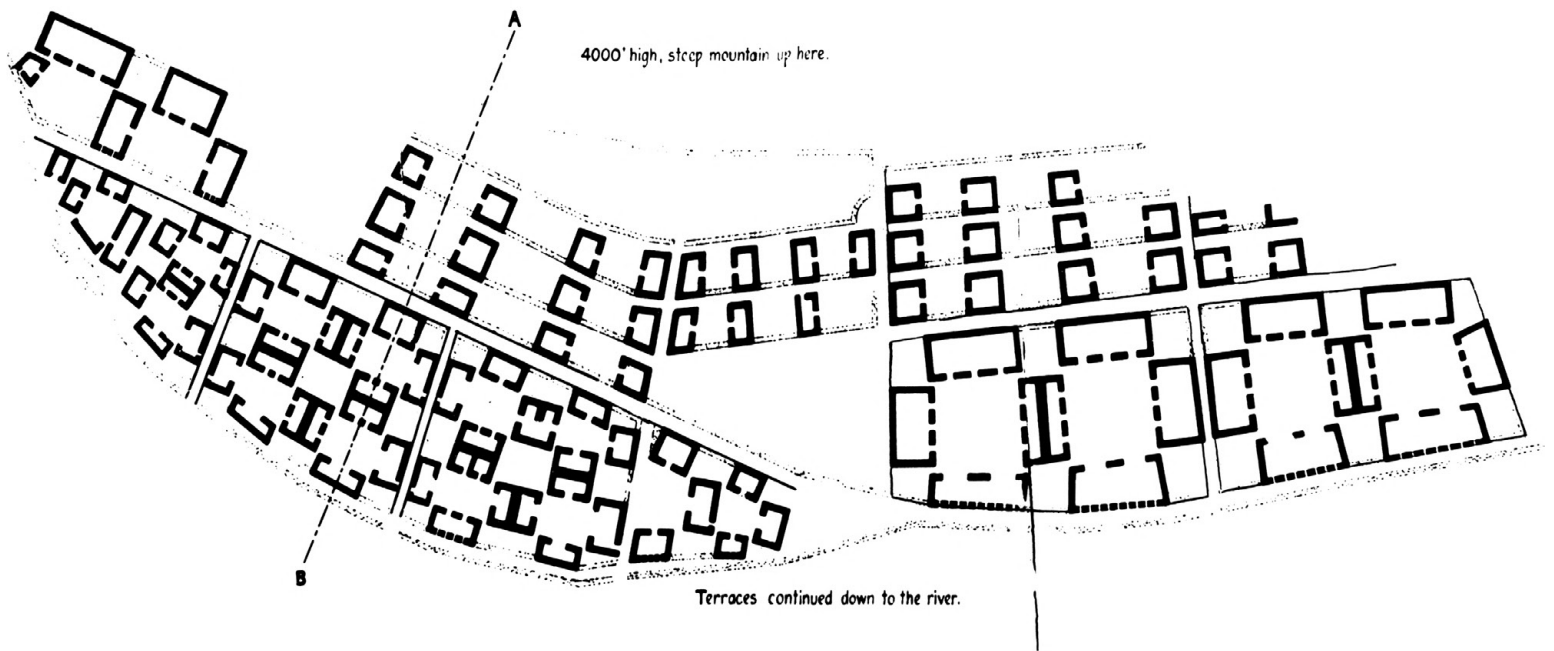 A
4000' high, steep mountain up here.
B
Terraces continued down to the river.